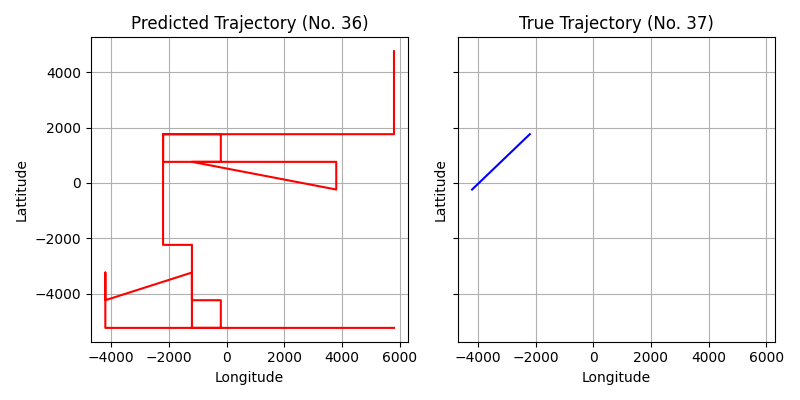 Predicted Trajectory (No. 36)
True Trajectory (No. 37)
Lattitude
4000
2000
0
−2000
−4000
−4000 −2000 0 2000 4000 6000
Longitude
Lattitude
−4000 −2000 0 2000 4000 6000
Longitude